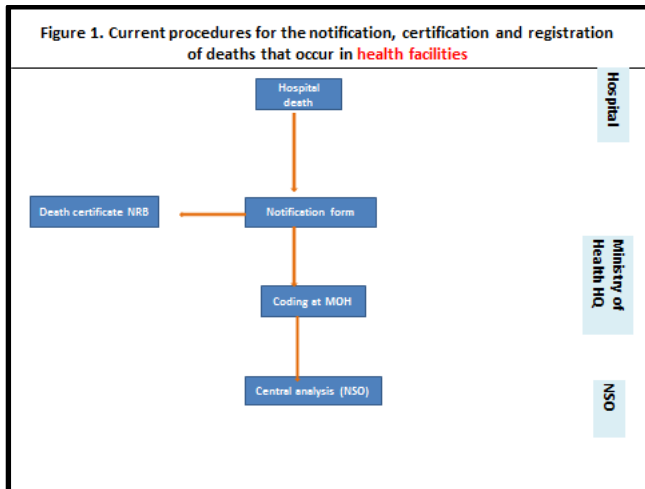 Figure 1. Current procedures for the notification, certification and registration
of deaths that occur in health facilities
Hospital
death
Hospital
Death certificate NRB
Notification form
Ministry of
Health HQ
Coding at MOH
Central analysis (NSO)
NSO